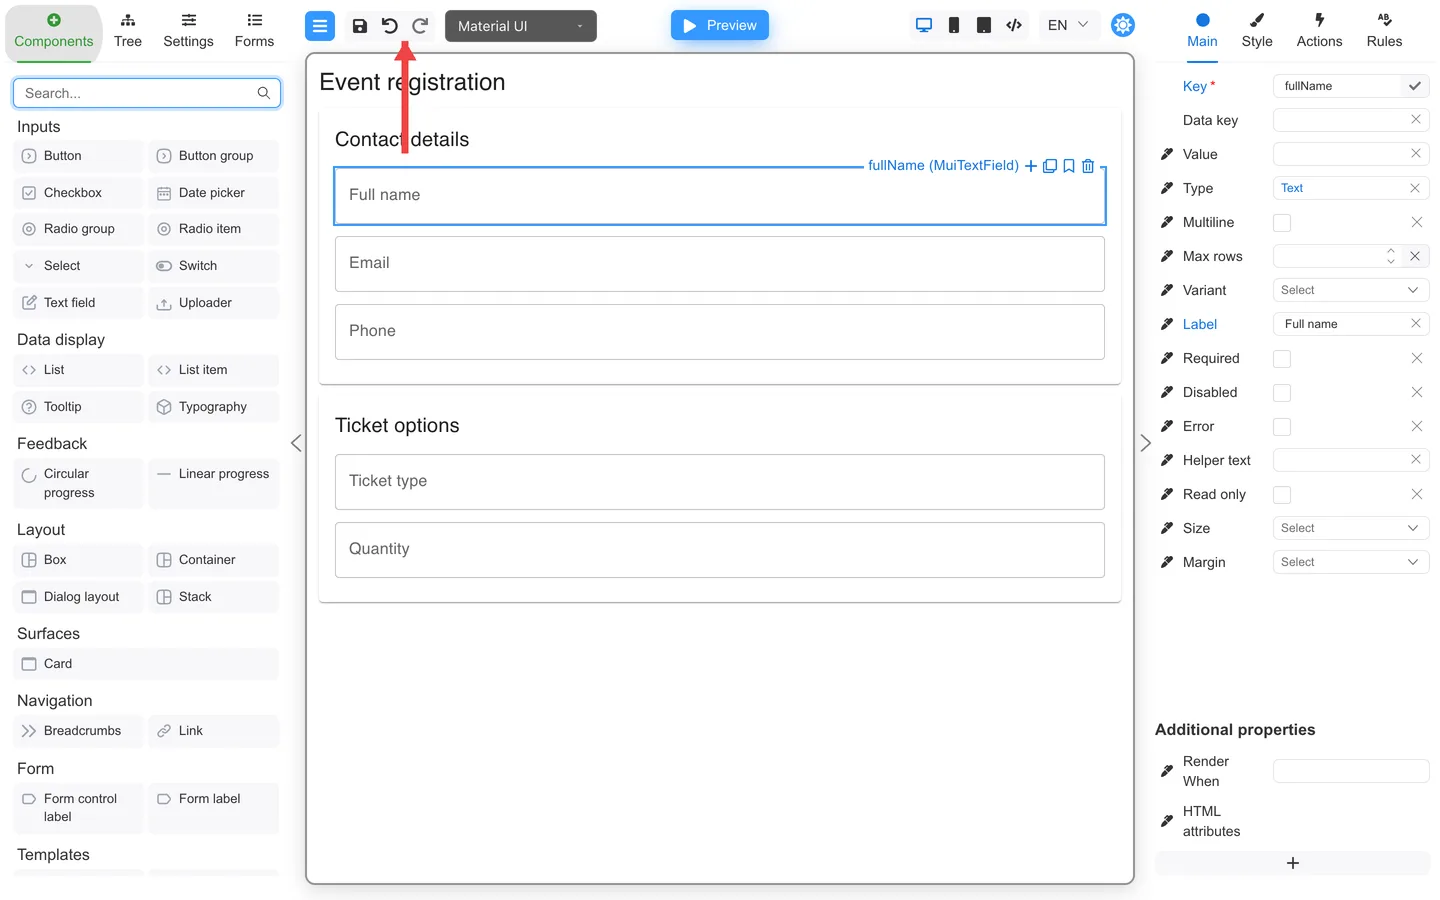 Components
Tree
Settings
Forms
Material UI
Preview
EN
Main
Style
Actions
Rules
Search...
Inputs
Button
Button group
Checkbox
Date picker
Radio group
Radio item
Select
Switch
Text field
Uploader
Data display
List
List item
Tooltip
Typography
Feedback
Circular
progress
Linear progress
Layout
Box
Container
Dialog layout
Stack
Surfaces
Card
Navigation
Breadcrumbs
Link
Form
Form control
label
Form label
Templates
Event registration
Contact details
fullName (MuiTextField)
Full name
Email
Phone
Ticket options
Ticket type
Quantity
Key*
fullName
Data key
Value
Type
Text
Multiline
Max rows
Variant
Select
Label
Full name
Required
Disabled
Error
Helper text
Read only
Size
Select
Margin
Select
Additional properties
Render
When
HTML
attributes